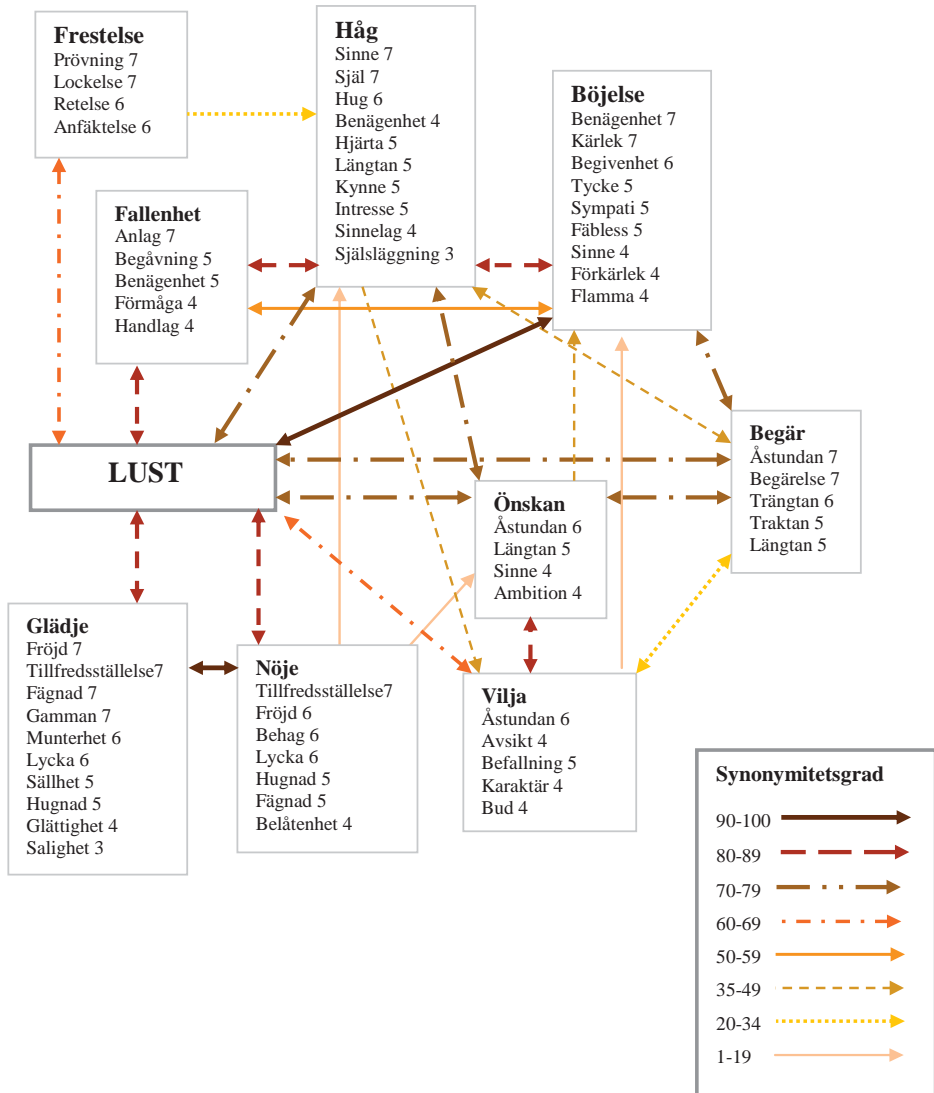 Frestelse
Prövning 7
Lockelse 7
Retelse 6
Anfäktelse 6
Håg
Sinne 7
Själ 7
Hug 6
Benägenhet 4
Hjärta 5
Längtan 5
Kynne 5
Intresse 5
Sinnelag 4
Själsläggning 3
Böjelse
Benägenhet 7
Kärlek 7
Begivenhet 6
Tycke 5
Sympati 5
Fäbless 5
Sinne 4
Förkärlek 4
Flamma 4
Fallenhet
Anlag 7
Begåvning 5
Benägenhet 5
Förmåga 4
Handlag 4
LUST
Begär
Åstundan 7
Begärelse 7
Trängtan 6
Traktan 5
Längtan 5
Önskan
Åstundan 6
Längtan 5
Sinne 4
Ambition 4
Glädje
Fröjd 7
Tillfredsställelse7
Fägnad 7
Gamman 7
Munterhet 6
Lycka 6
Sällhet 5
Hugnad 5
Glättighet 4
Salighet 3
Nöje
Tillfredsställelse7
Fröjd 6
Behag 6
Lycka 6
Hugnad 5
Fägnad 5
Belåtenhet 4
Vilja
Åstundan 6
Avsikt 4
Befallning 5
Karaktär 4
Bud 4
Synonymitetsgrad
90-100
80-89
70-79
60-69
50-59
35-49
20-34
1-19